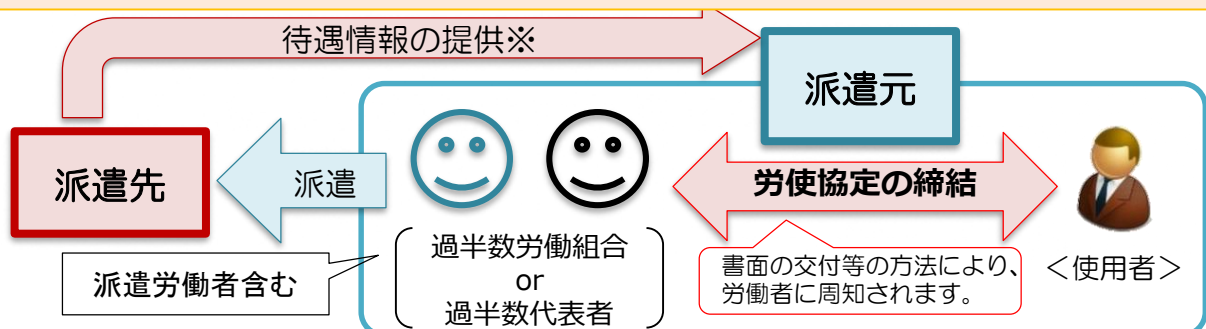 待遇情報の提供※
派遣元
派遣先
派遣
労使協定の締結
過半数労働組合
or
過半数代表者
派遣労働者含む
書面の交付等の方法により、
労働者に周知されます。
＜使用者＞